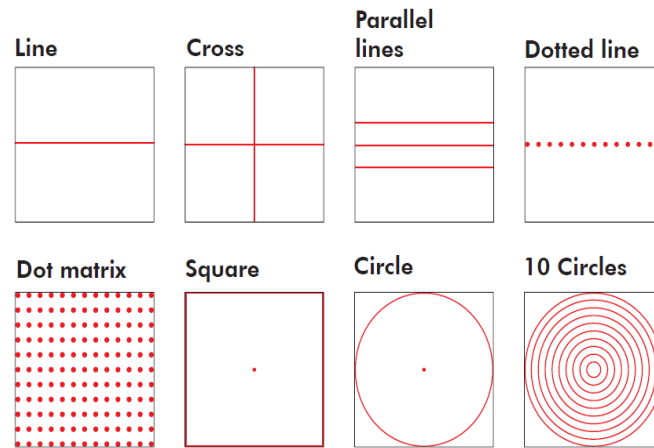 Line
Cross
Parallel
lines
Dotted line
Dot matrix
Square
Circle
10 Circles